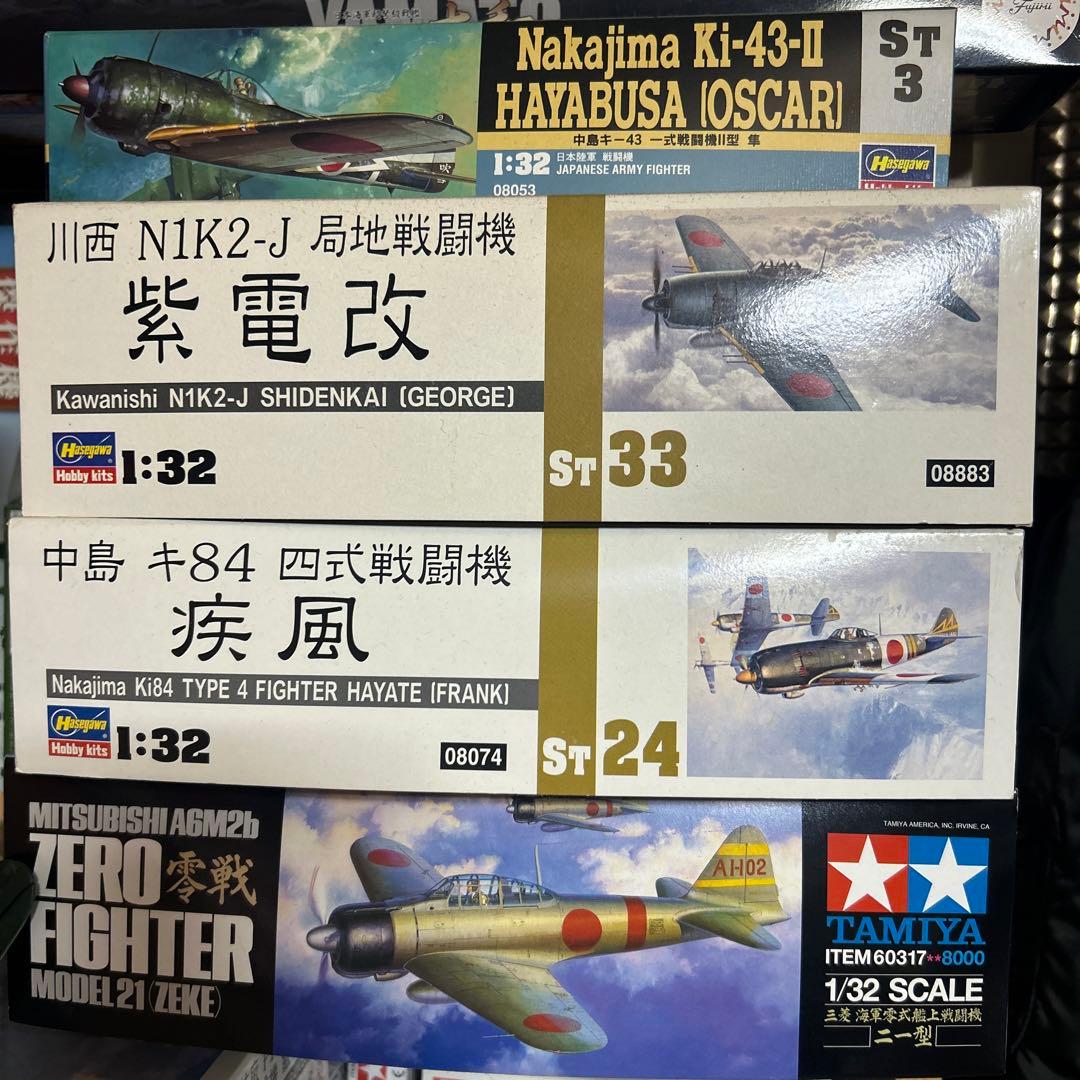 YAMATO
Fujimi
Nakajima Ki-43-II
HAYABUSA (OSCAR)
中島キー43 一式戦闘機II型 隼
1:32 日本陸軍 戦闘機
JAPANESE ARMY FIGHTER
08053
ST
3
Hasegawa
川西 N1K2-J 局地戦闘機
紫電改
Kawanishi N1K2-J SHIDENKAI (GEORGE)
Hasegawa
Hobby kits
1:32
ST 33
08883
中島 キ84 四式戦闘機
疾風
Nakajima Ki84 TYPE 4 FIGHTER HAYATE (FRANK)
Hasegawa
Hobby kits
1:32
08074
ST 24
MITSUBISHI A6M2b
ZERO 零戦
FIGHTER
MODEL 21 (ZEKE)
AI-102
TAMIYA AMERICA, INC. IRVINE, CA
TAMIYA
ITEM 60317**8000
1/32 SCALE
三菱 海軍零式艦上戦闘機
二一型